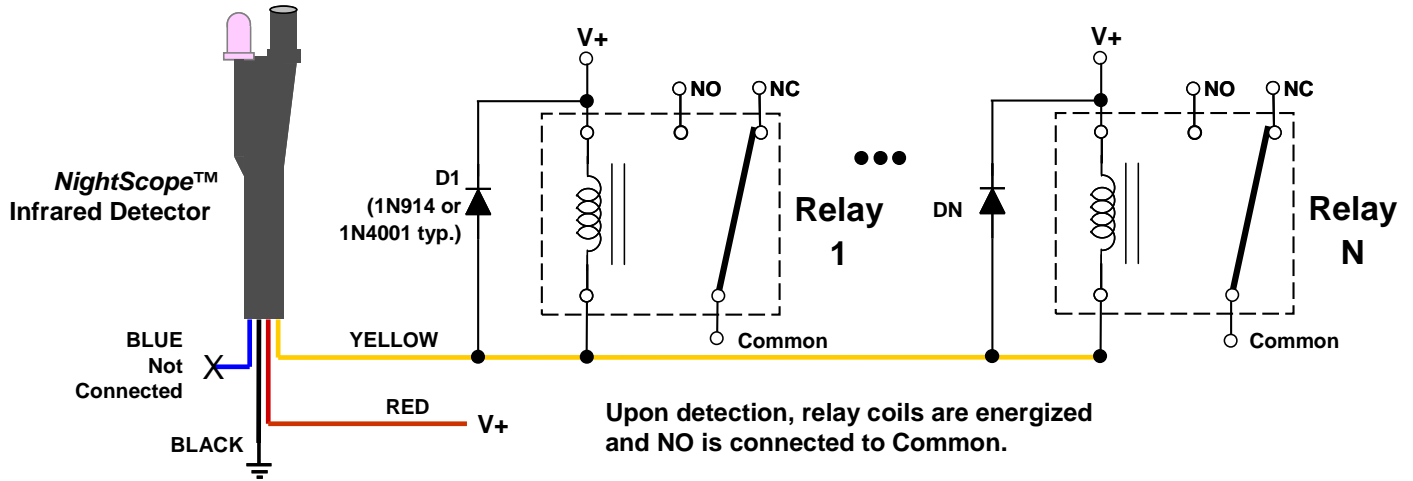 NightScope™
Infrared Detector
BLUE
Not
Connected
X
BLACK
YELLOW
RED
V+
V+
NO
NC
D1
(1N914 or
1N4001 typ.)
Relay
1
Common
V+
NO
NC
DN
Relay
N
Common
Upon detection, relay coils are energized
and NO is connected to Common.